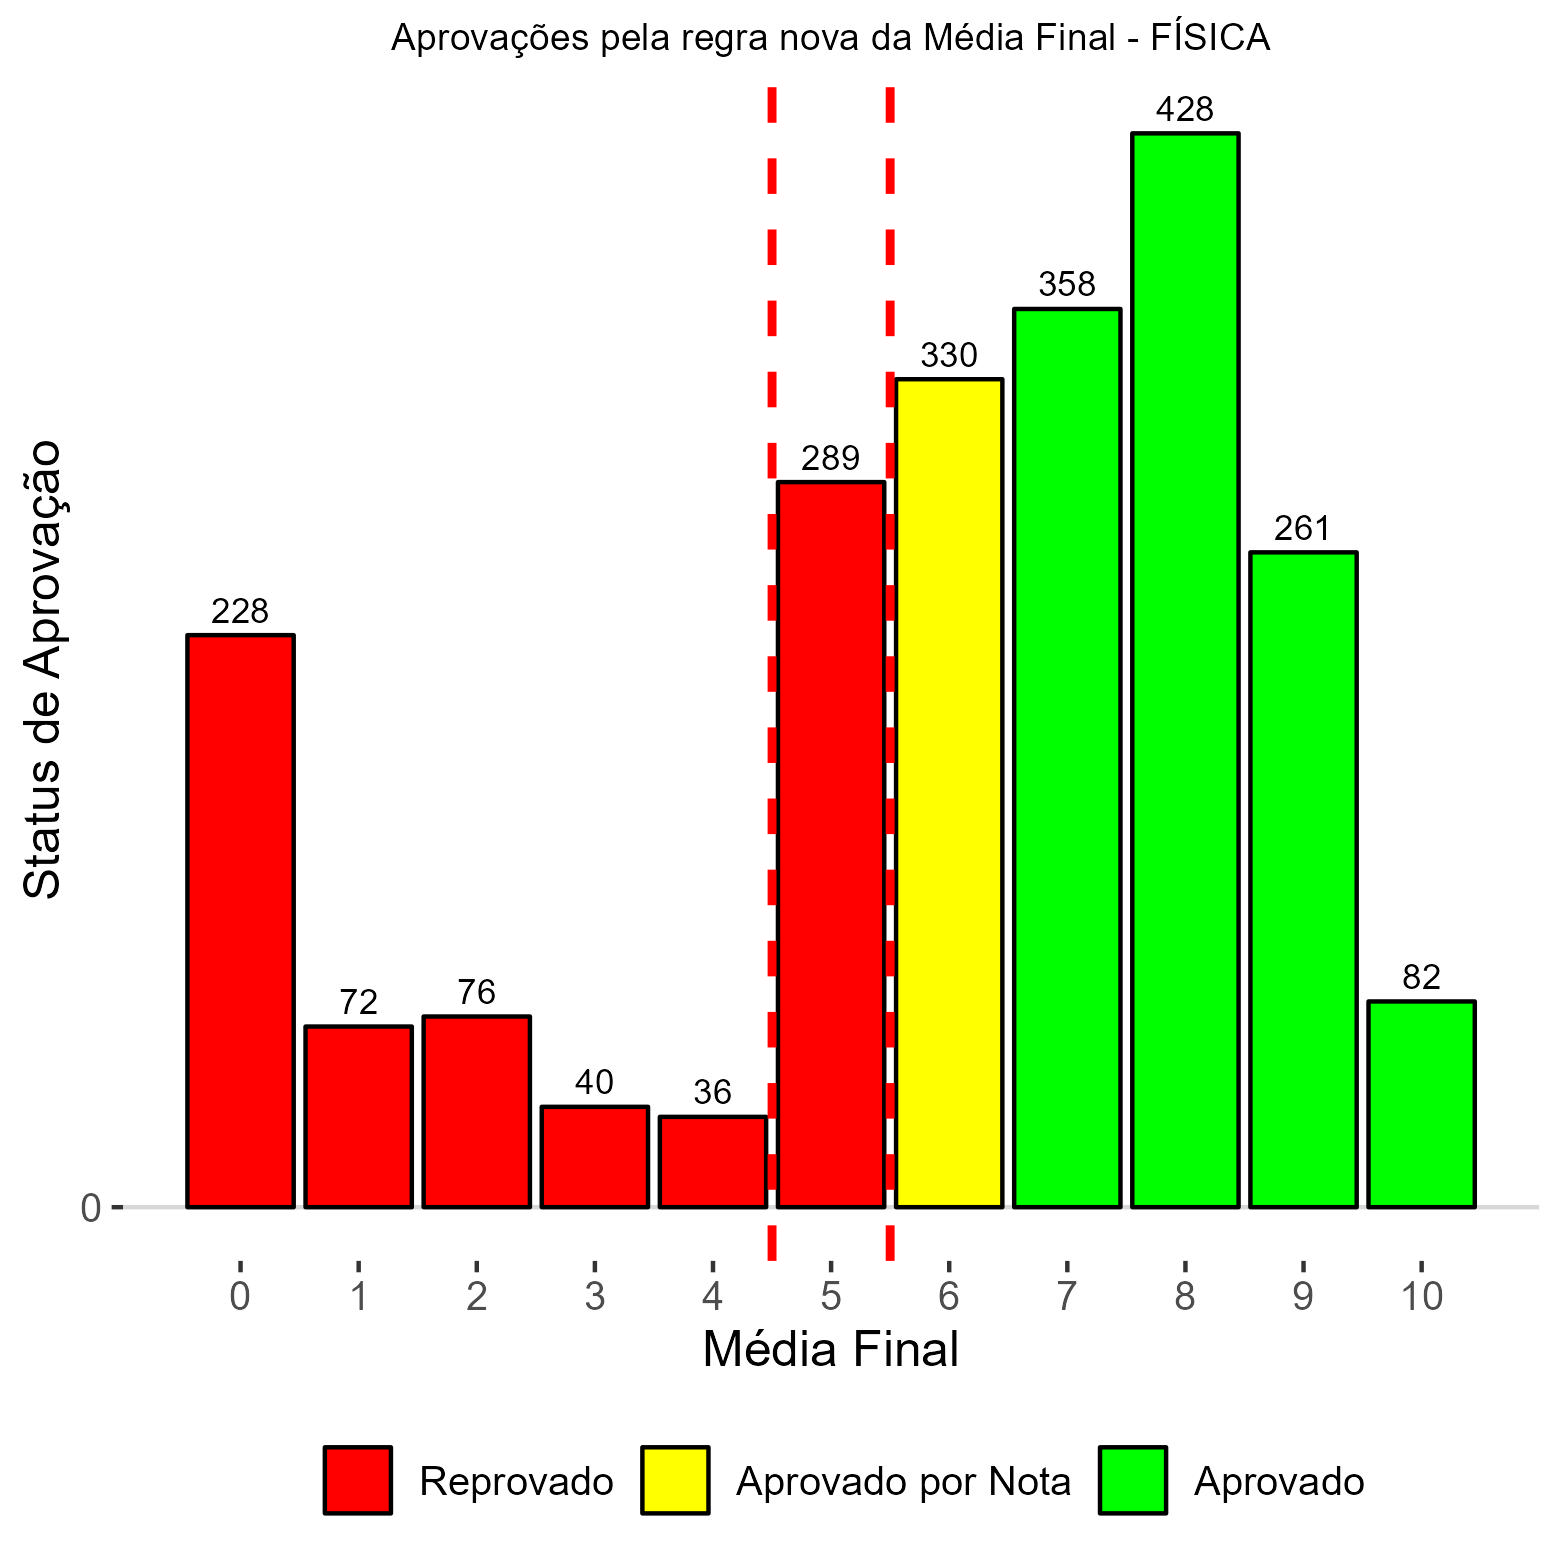 Aprovações pela regra nova da Média Final - FÍSICA
428
358
330
289
261
228
82
76
72
40
36
Status de Aprovação
0
0 1 2 3 4 5 6 7 8 9 10
Média Final
Reprovado Aprovado por Nota Aprovado